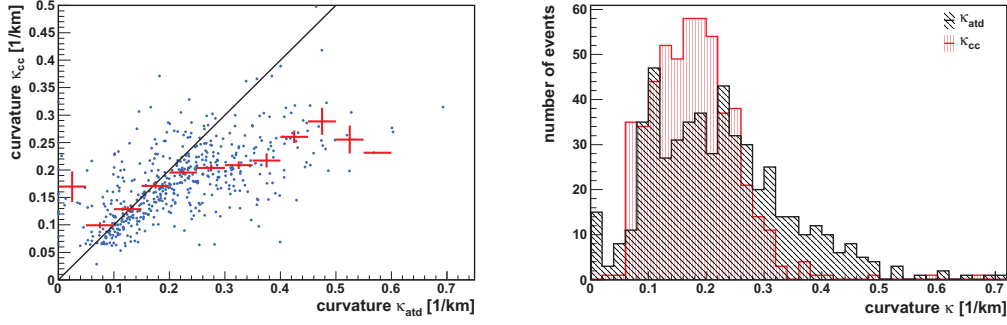 curvature κcc [1/km]
0.5
0.45
0.4
0.35
0.3
0.25
0.2
0.15
0.1
0.05
0
0 0.1 0.2 0.3 0.4 0.5 0.6 0.7
curvature κatd [1/km]
number of events
60
50
40
30
20
10
0
κatd
κcc
0 0.1 0.2 0.3 0.4 0.5 0.6 0.7
curvature κ [1/km]